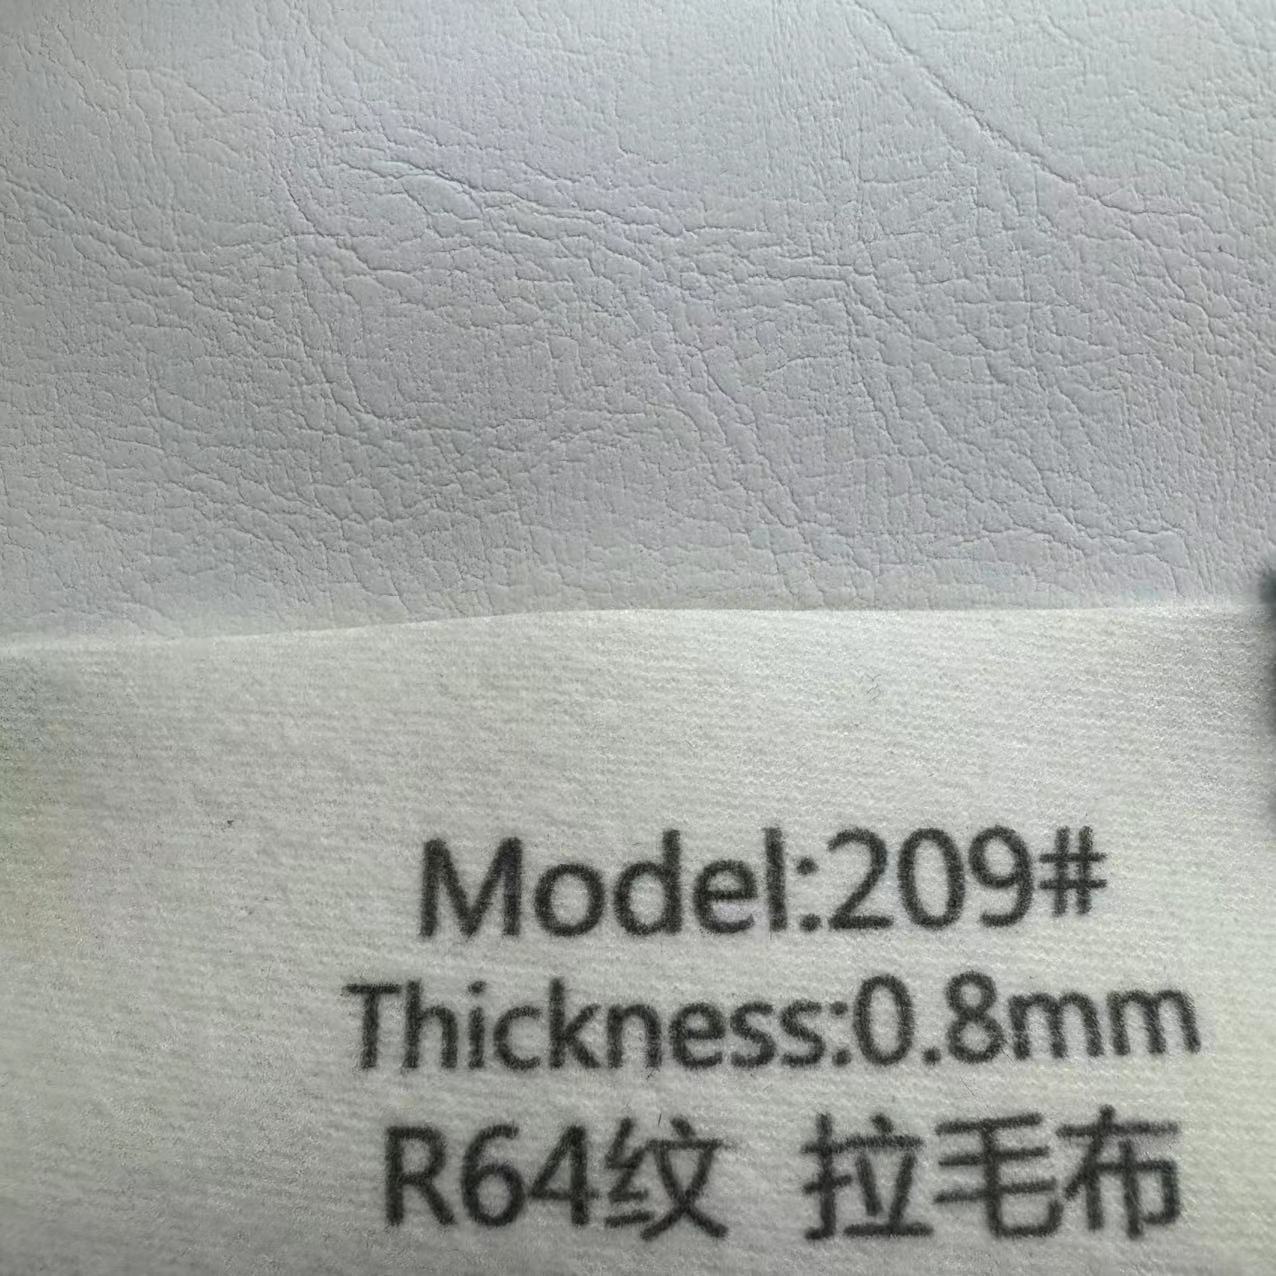 Model:209#
Thickness:0.8mm
R64纹 拉毛布